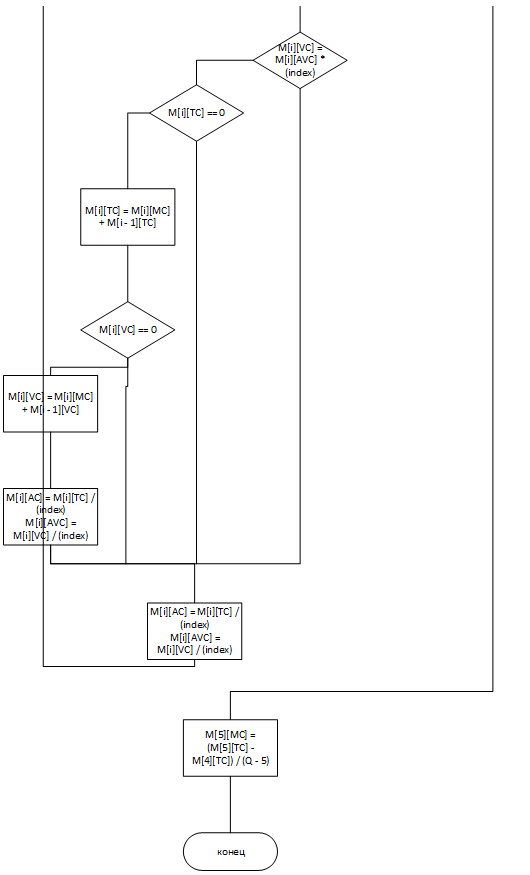 M[i][VC] =
M[i][AVC] *
(index)
M[i][TC] == 0
M[i][TC] = M[i][MC]
+ M[i - 1][TC]
M[i][VC] == 0
M[i][VC] = M[i][MC]
+ M[i - 1][VC]
M[i][AC] = M[i][TC] /
(index)
M[i][AVC] =
M[i][VC] / (index)
M[i][AC] = M[i][TC] /
(index)
M[i][AVC] =
M[i][VC] / (index)
M[5][MC] =
(M[5][TC] -
M[4][TC]) / (Q - 5)
конец